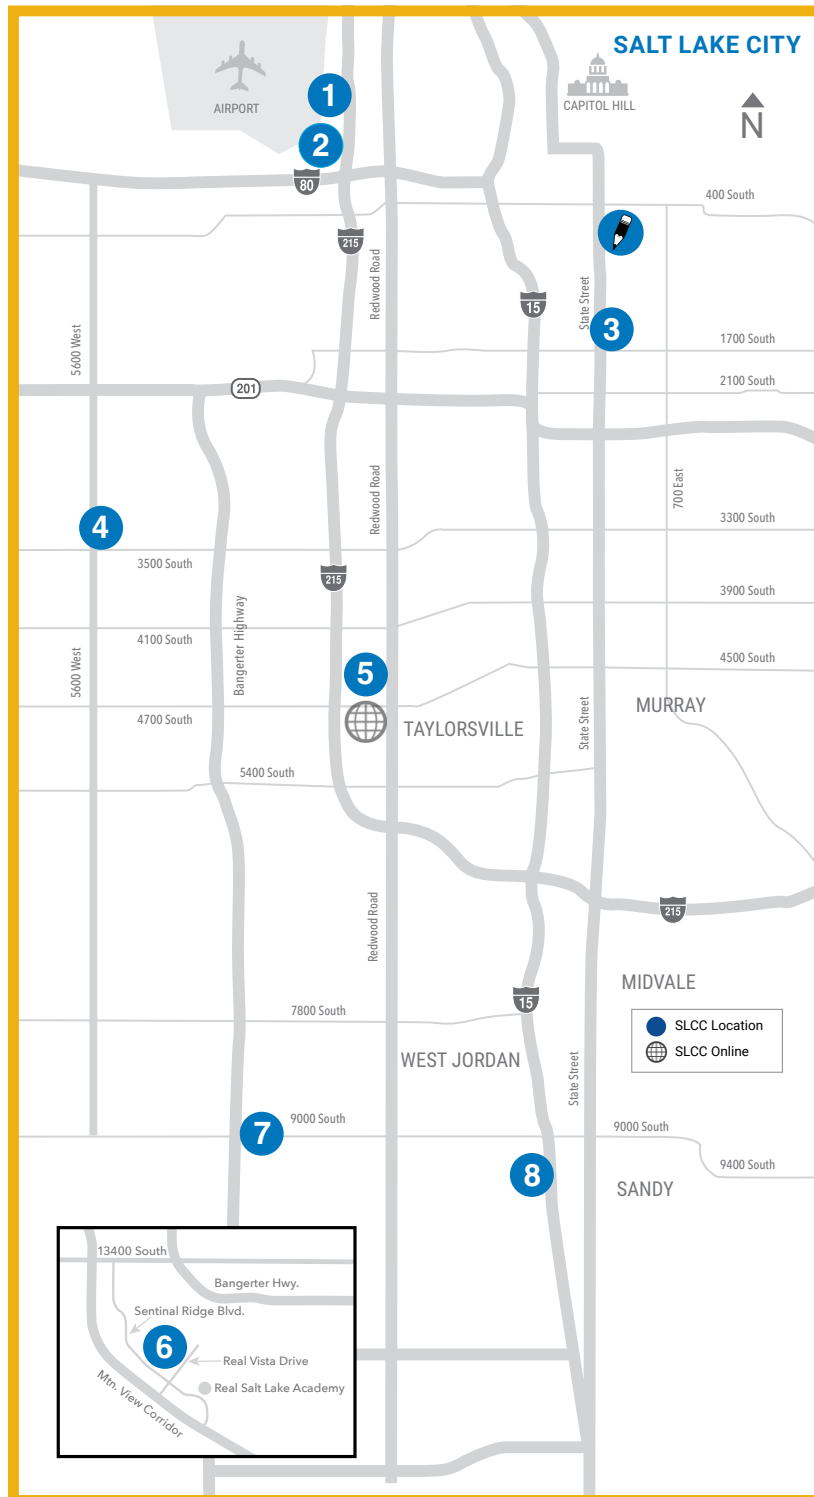 SALT LAKE CITY
AIRPORT
1
CAPITOL HILL
N
2
80
400 South
215
Redwood Road
15
State Street
3
5600 West
1700 South
2100 South
201
Redwood Road
700 East
4
3300 South
3500 South
215
3900 South
4100 South
Bangerter Highway
5600 West
4500 South
5
4700 South
TAYLORSVILLE
MURRAY
State Street
5400 South
Redwood Road
215
MIDVALE
15
7800 South
SLCC Location
SLCC Online
WEST JORDAN
State Street
9000 South
7
9000 South
9400 South
8
SANDY
13400 South
Bangerter Hwy.
Sentinal Ridge Blvd.
6
Real Vista Drive
Real Salt Lake Academy
Mtn. View Corridor